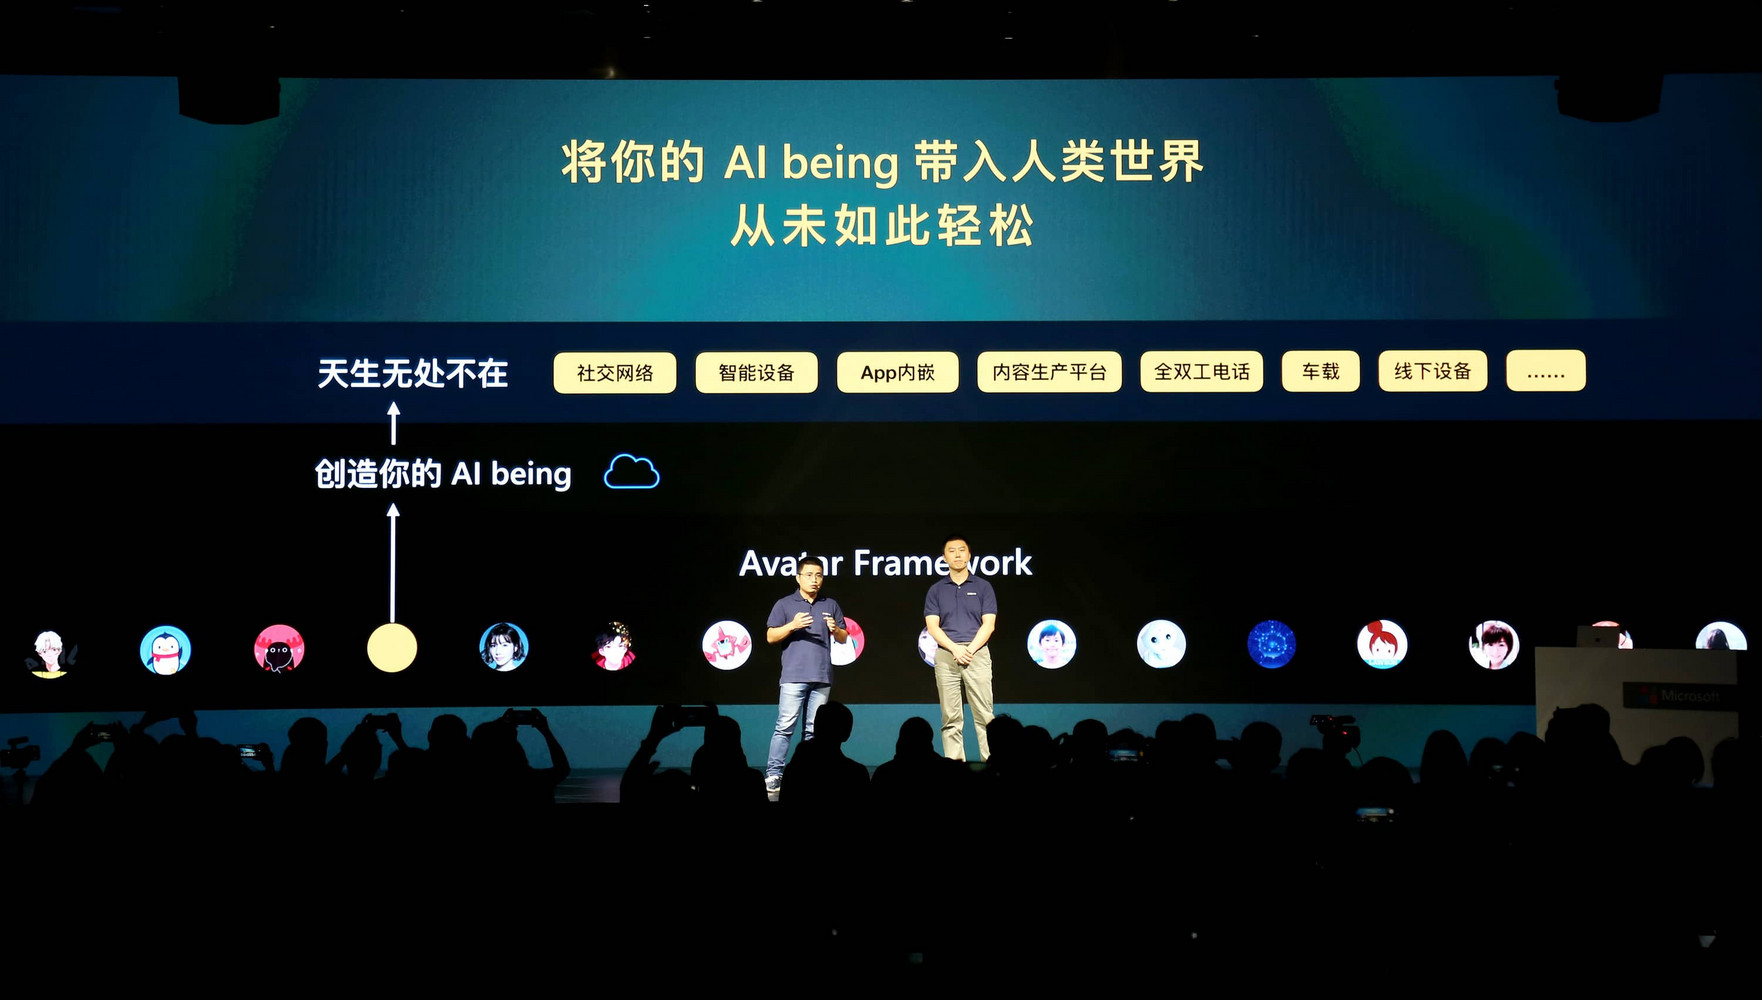 将你的 AI being 带入人类世界
从未如此轻松
天生无处不在
社交网络
智能设备
App内嵌
内容生产平台
全双工电话
车载
线下设备
......
创造你的 AI being
Avatar Framework
Microsoft